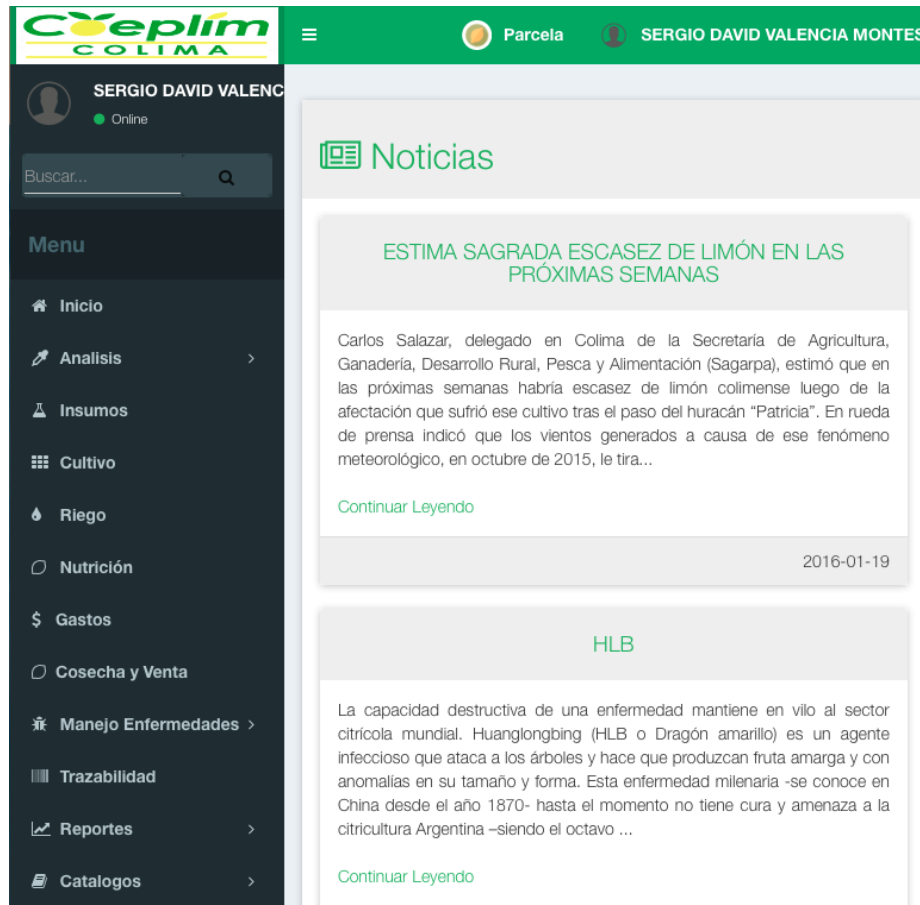 Coeplim
COLIMA
Parcela
SERGIO DAVID VALENCIA MONTES
SERGIO DAVID VALENC
Online
Buscar...
Menu
Inicio
Analisis
Insumos
Cultivo
Riego
Nutrición
Gastos
Cosecha y Venta
Manejo Enfermedades
Trazabilidad
Reportes
Catalogos
Noticias
ESTIMA SAGRADA ESCASEZ DE LIMÓN EN LAS
PRÓXIMAS SEMANAS
Carlos Salazar, delegado en Colima de la Secretaría de Agricultura,
Ganadería, Desarrollo Rural, Pesca y Alimentación (Sagarpa), estimó que en
las próximas semanas habría escasez de limón colimense luego de la
afectación que sufrió ese cultivo tras el paso del huracán “Patricia”. En rueda
de prensa indicó que los vientos generados a causa de ese fenómeno
meteorológico, en octubre de 2015, le tira...
Continuar Leyendo
2016-01-19
HLB
La capacidad destructiva de una enfermedad mantiene en vilo al sector
citrícola mundial. Huanglongbing (HLB o Dragón amarillo) es un agente
infeccioso que ataca a los árboles y hace que produzcan fruta amarga y con
anomalías en su tamaño y forma. Esta enfermedad milenaria -se conoce en
China desde el año 1870- hasta el momento no tiene cura y amenaza a la
citricultura Argentina –siendo el octavo ...
Continuar Leyendo